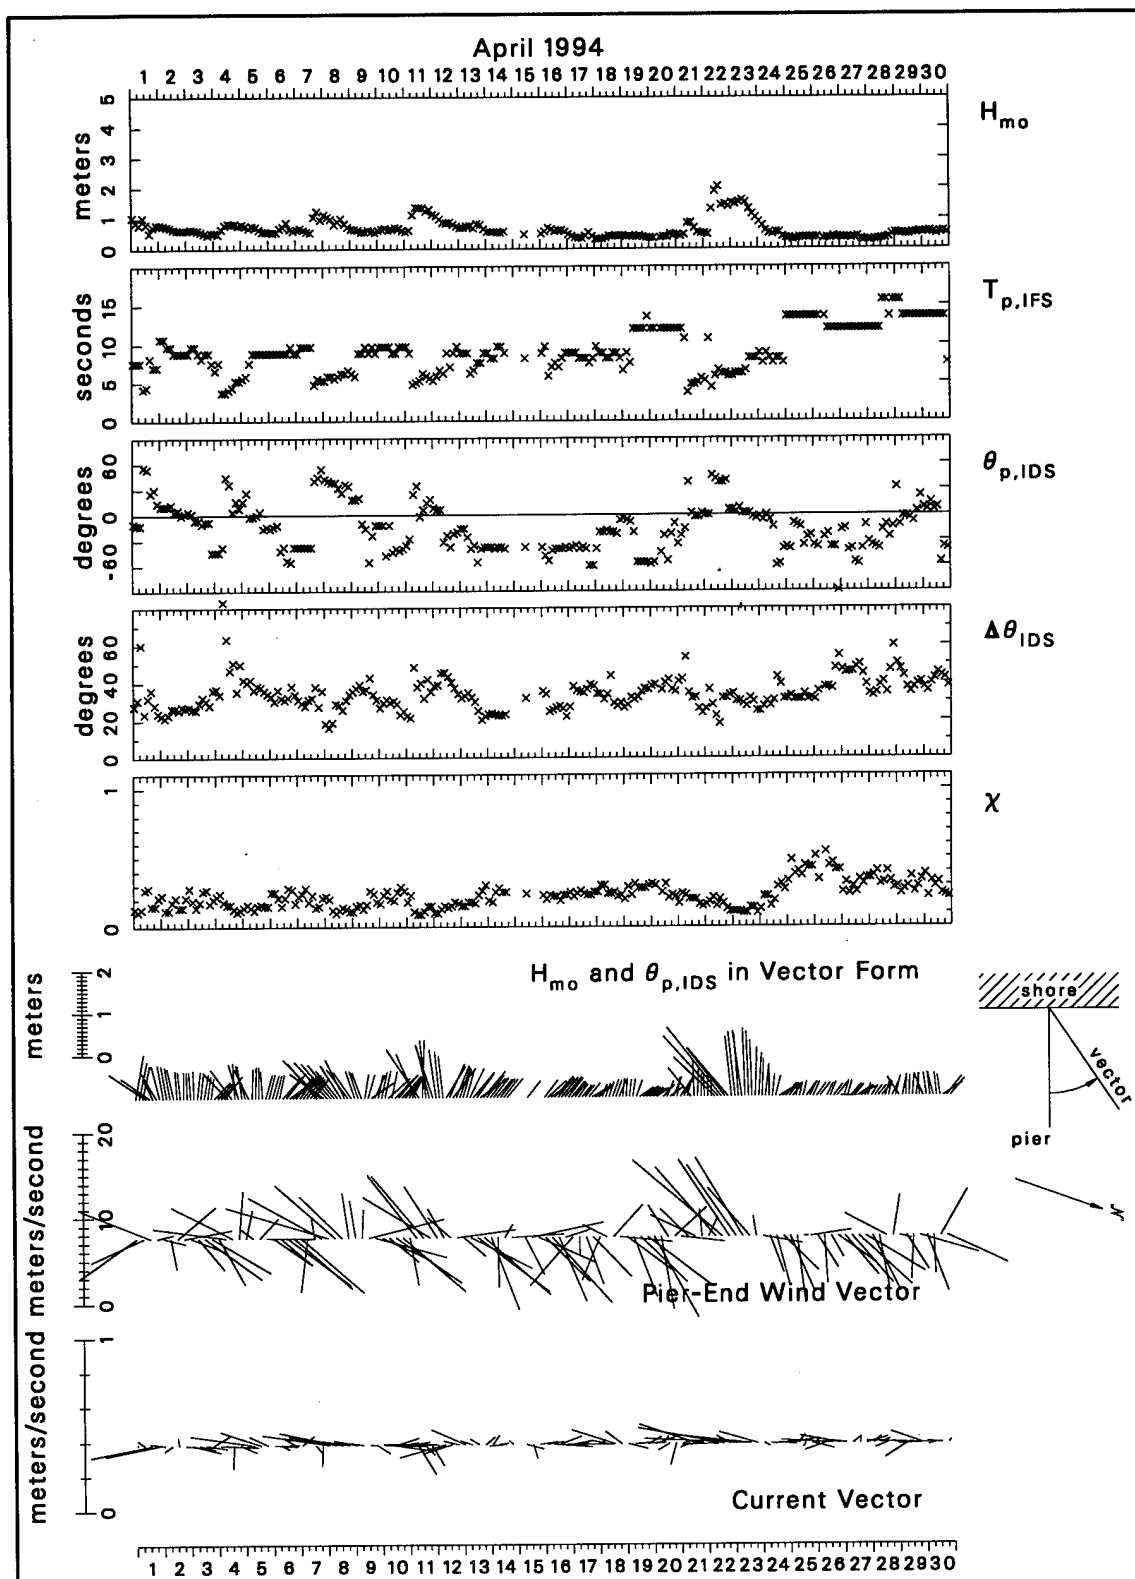 April 1994
1 2 3 4 5 6 7 8 9 10 11 12 13 14 15 16 17 18 19 20 21 22 23 24 25 26 27 28 29 30
meters
5
4
3
2
1
0
H mo
seconds
15
10
5
0
T p,IFS
degrees
60
0
-60
θ p,IDS
degrees
60
40
20
0
Δθ IDS
1
0
χ
meters
2
1
0
H mo and θ p,IDS in Vector Form
shore
vector
pier
N
meters/second
20
10
0
Pier-End Wind Vector
meters/second
1
0
Current Vector
1 2 3 4 5 6 7 8 9 10 11 12 13 14 15 16 17 18 19 20 21 22 23 24 25 26 27 28 29 30